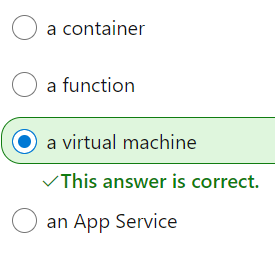 a container
a function
a virtual machine
✓This answer is correct.
an App Service